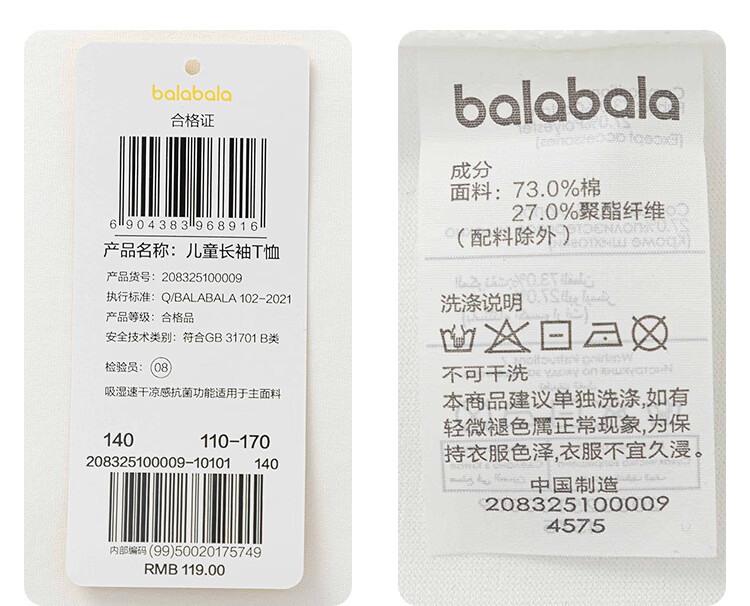 balabala
合格证
6 904383 968916
产品名称：儿童长袖T恤
产品货号：208325100009
执行标准：Q/BALABALA 102-2021
产品等级：合格品
安全技术类别：符合GB 31701 B类
检验员：08
吸湿速干凉感抗菌功能适用于主面料
140 110-170
208325100009-10101 140
内部编码 (99)50020175749
RMB 119.00
balabala
成分
面料：73.0%棉
27.0%聚酯纤维
（配料除外）
洗涤说明
不可干洗
本商品建议单独洗涤,如有
轻微褪色属正常现象,为保
持衣服色泽,衣服不宜久浸。
中国制造
208325100009
4575